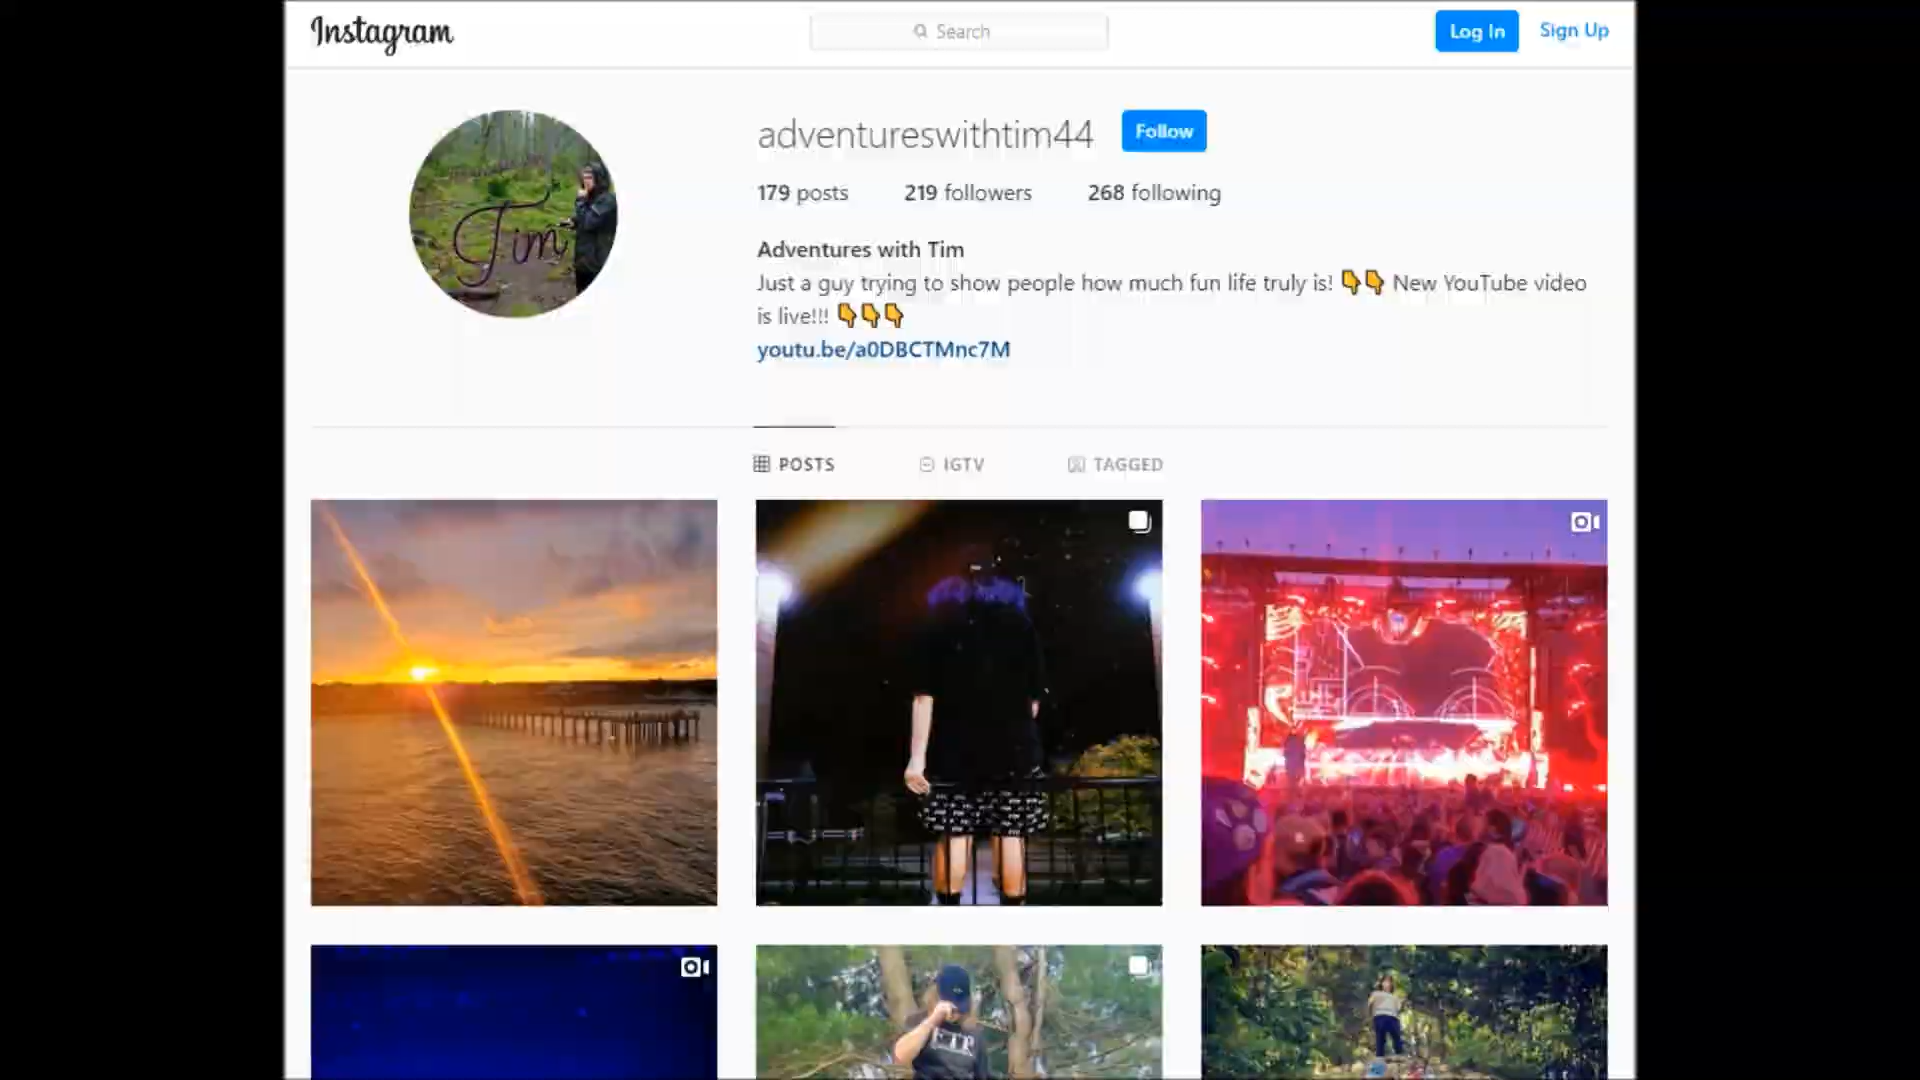 Instagram
Search
Log In
Sign Up
Tim
adventureswithtim44
Follow
179 posts 219 followers 268 following
Adventures with Tim
Just a guy trying to show people how much fun life truly is! 👇👇 New YouTube video
is live!!! 👇👇👇
youtu.be/a0DBCTMnc7M
POSTS
IGTV
TAGGED